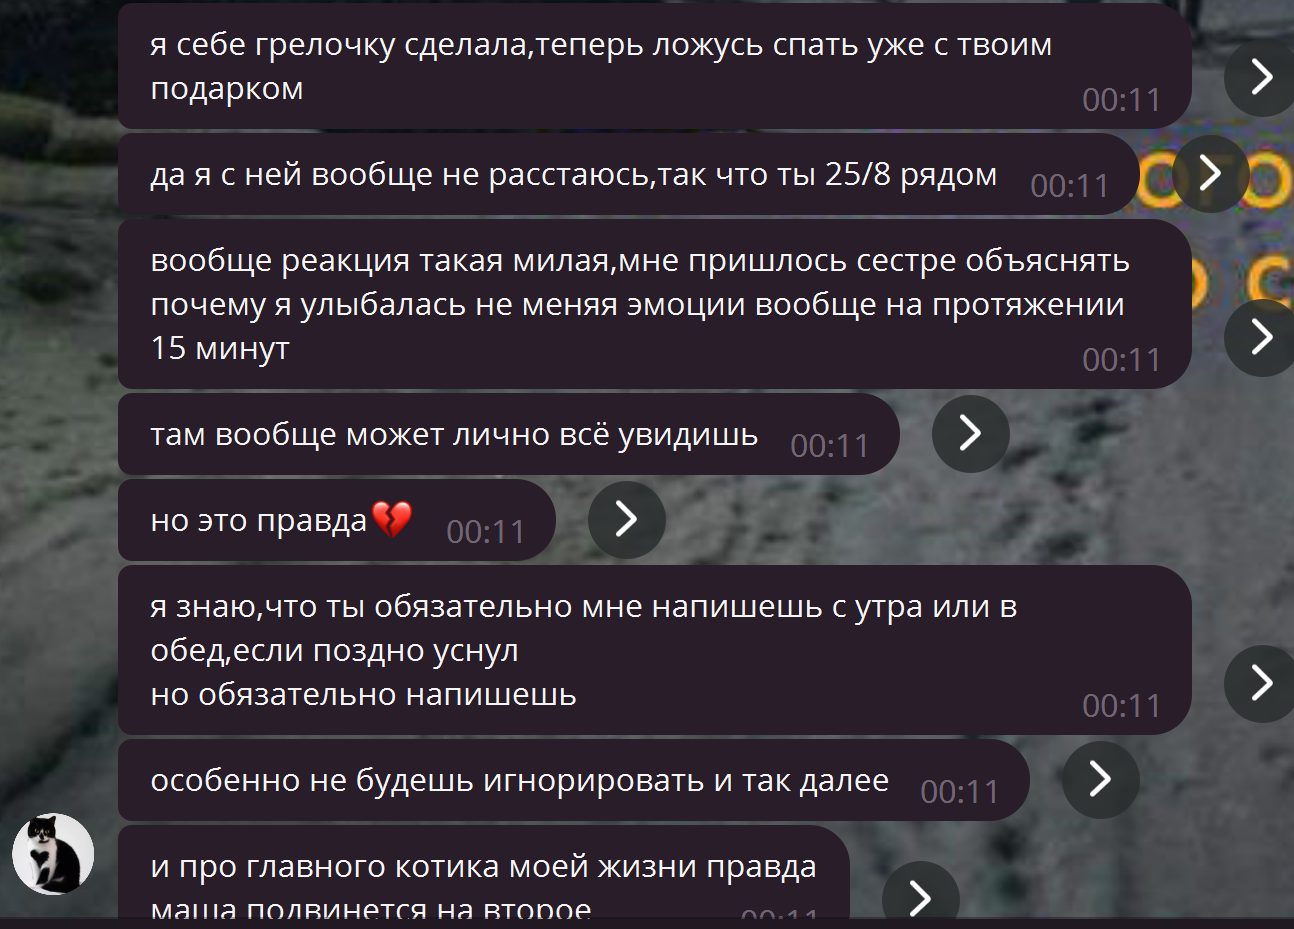 я себе грелочку сделала,теперь ложусь спать уже с твоим
подарком
00:11
да я с ней вообще не расстаюсь,так что ты 25/8 рядом
00:11
вообще реакция такая милая,мне пришлось сестре объяснять
почему я улыбалась не меняя эмоции вообще на протяжении
15 минут
00:11
там вообще может лично всё увидишь
00:11
но это правда💔
00:11
я знаю,что ты обязательно мне напишешь с утра или в
обед,если поздно уснул
но обязательно напишешь
00:11
особенно не будешь игнорировать и так далее
00:11
и про главного котика моей жизни правда
маша подвинется на второе
00:11